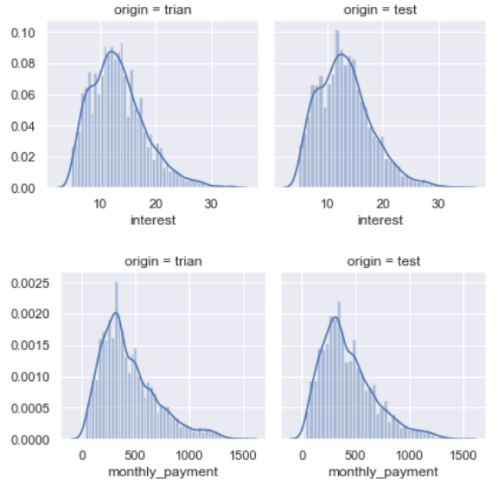 origin = trian origin = test
0.10
0.08
0.06
0.04
0.02
0.00
10 20 30 10 20 30
interest interest
origin = trian origin = test
0.0025
0.0020
0.0015
0.0010
0.0005
0.0000
0 500 1000 1500 0 500 1000 1500
monthly_payment monthly_payment